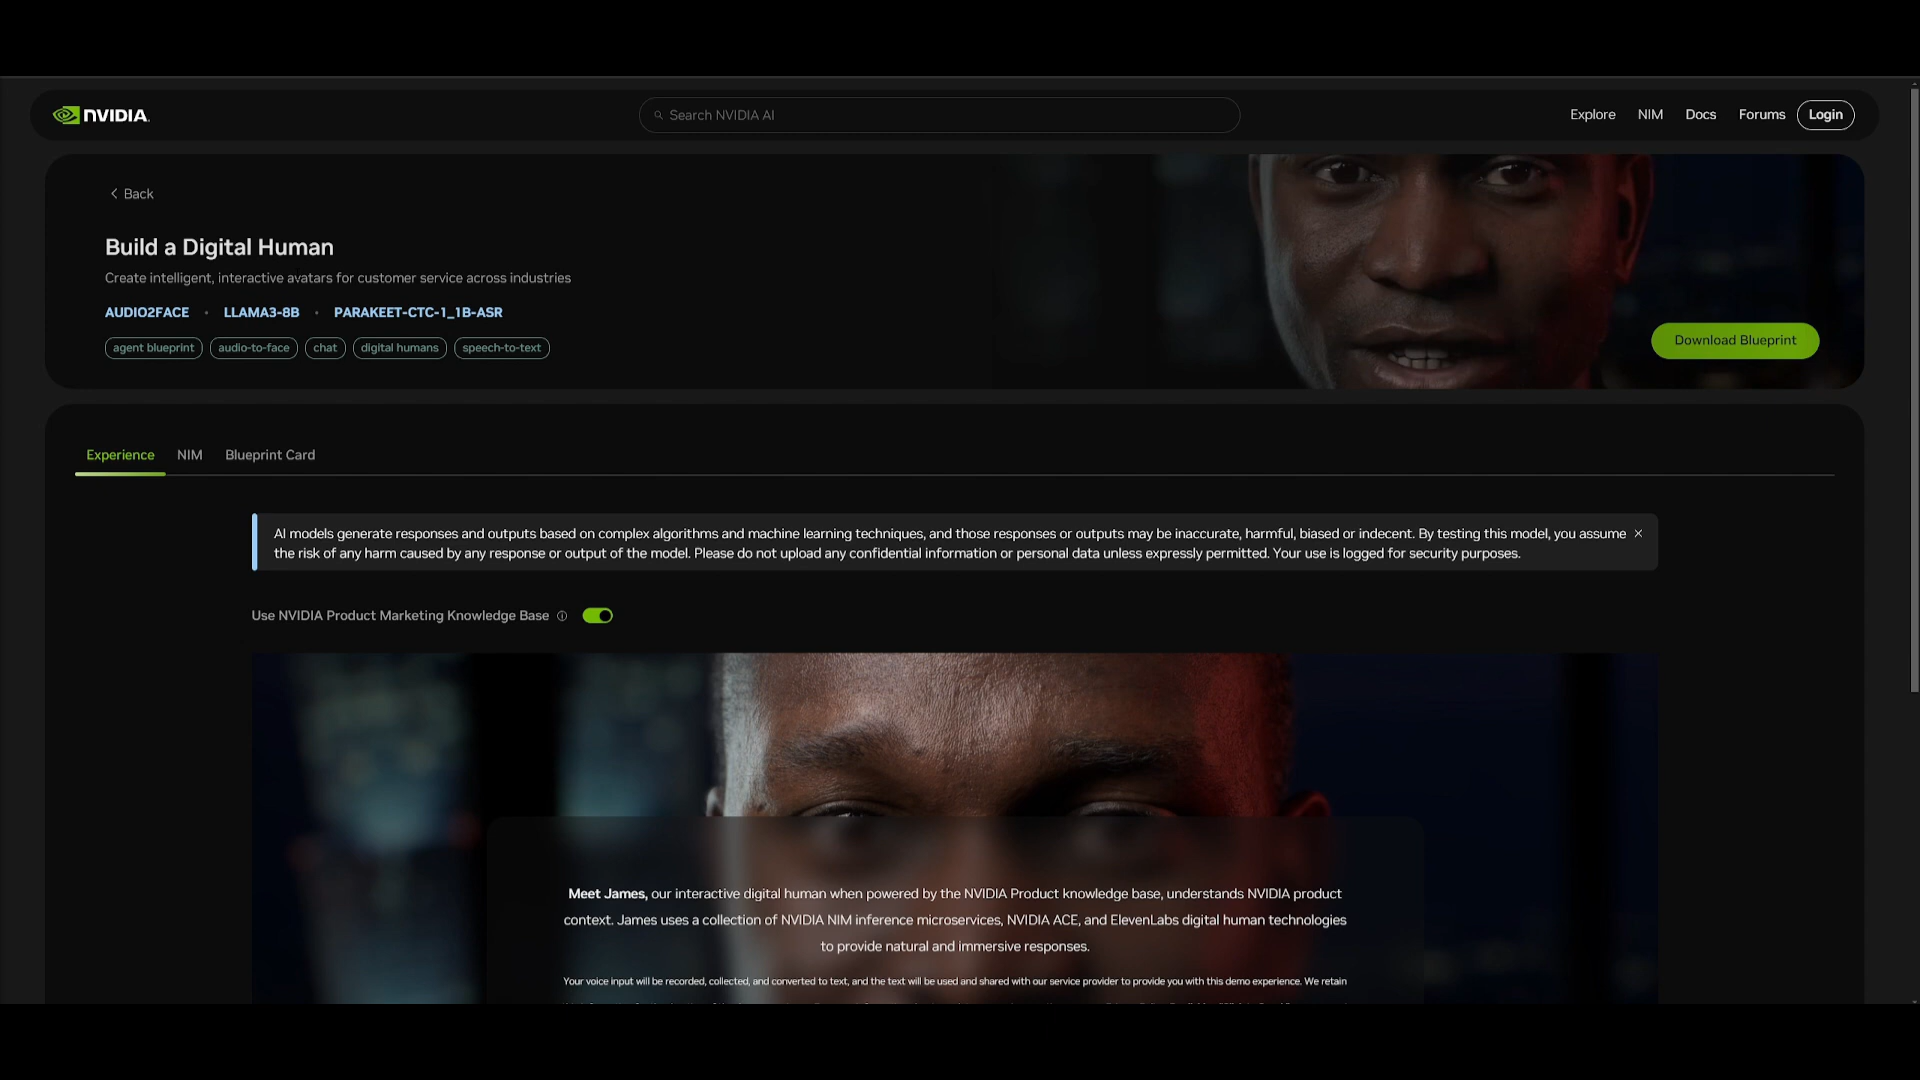 NVIDIA.
Search NVIDIA AI
Explore
NIM
Docs
Forums
Login
Back
Build a Digital Human
Create intelligent, interactive avatars for customer service across industries
AUDIO2FACE • LLAMA3-8B • PARAKEET-CTC-1_1B-ASR
agent blueprint
audio-to-face
chat
digital humans
speech-to-text
Download Blueprint
Experience
NIM
Blueprint Card
AI models generate responses and outputs based on complex algorithms and machine learning techniques, and those responses or outputs may be inaccurate, harmful, biased or indecent. By testing this model, you assume
the risk of any harm caused by any response or output of the model. Please do not upload any confidential information or personal data unless expressly permitted. Your use is logged for security purposes.
Use NVIDIA Product Marketing Knowledge Base
Meet James, our interactive digital human when powered by the NVIDIA Product knowledge base, understands NVIDIA product
context. James uses a collection of NVIDIA NIM inference microservices, NVIDIA ACE, and ElevenLabs digital human technologies
to provide natural and immersive responses.
Your voice input will be recorded, collected, and converted to text, and the text will be used and shared with our service provider to provide you with this demo experience. We retain